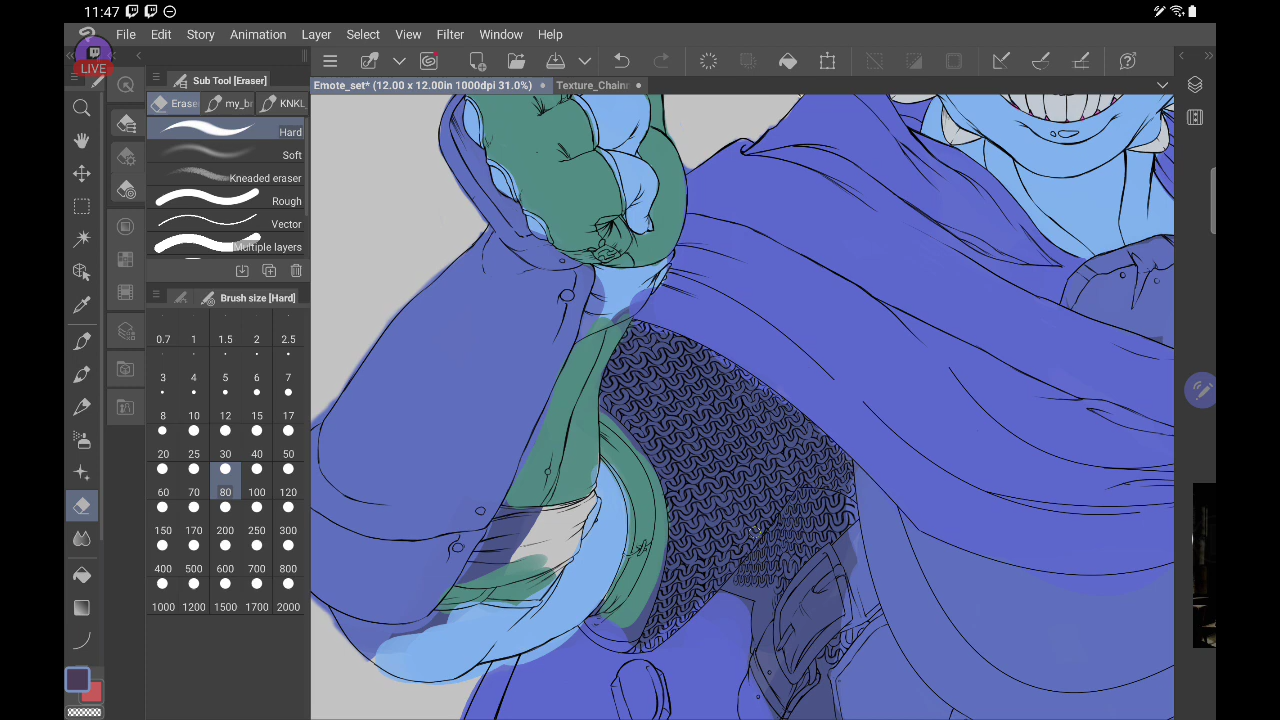 11:47
File Edit Story Animation Layer Select View Filter Window Help
LIVE
Sub Tool [Eraser]
Emote_set* (12.00 x 12.00in 1000dpi 31.0%)
Texture_Chainn
Erase my_br KNKL
Hard
Soft
Kneaded eraser
Rough
Vector
Multiple layers
Brush size [Hard]
0.7 1 1.5 2 2.5
3 4 5 6 7
8 10 12 15 17
20 25 30 40 50
60 70 80 100 120
150 170 200 250 300
400 500 600 700 800
1000 1200 1500 1700 2000